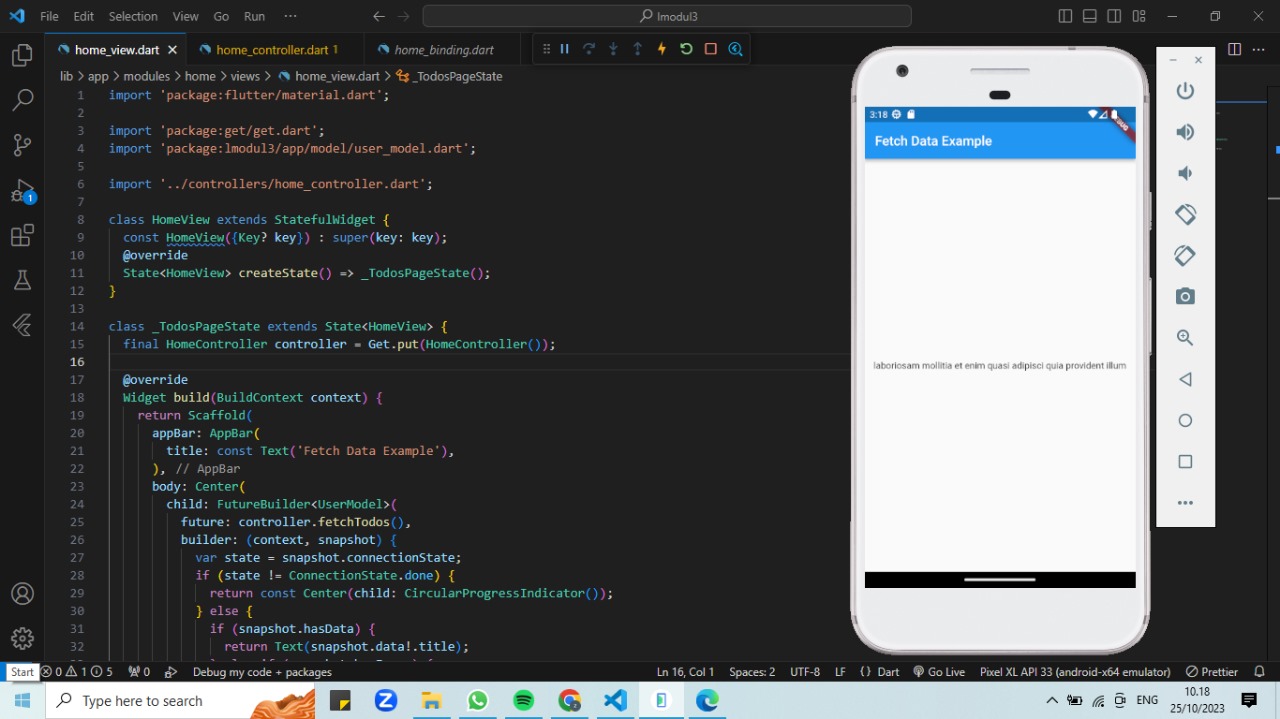 File Edit Selection View Go Run ··· lmodul3
home_view.dart home_controller.dart 1 home_binding.dart
lib > app > modules > home > views > home_view.dart > _TodosPageState
1 import 'package:flutter/material.dart';
2
3 import 'package:get/get.dart';
4 import 'package:lmodul3/app/model/user_model.dart';
5
6 import '../controllers/home_controller.dart';
7
8 class HomeView extends StatefulWidget {
9 const HomeView({Key? key}) : super(key: key);
10 @override
11 State<HomeView> createState() => _TodosPageState();
12 }
13
14 class _TodosPageState extends State<HomeView> {
15 final HomeController controller = Get.put(HomeController());
16
17 @override
18 Widget build(BuildContext context) {
19 return Scaffold(
20 appBar: AppBar(
21 title: const Text('Fetch Data Example'),
22 ), // AppBar
23 body: Center(
24 child: FutureBuilder<UserModel>(
25 future: controller.fetchTodos(),
26 builder: (context, snapshot) {
27 var state = snapshot.connectionState;
28 if (state != ConnectionState.done) {
29 return const Center(child: CircularProgressIndicator());
30 } else {
31 if (snapshot.hasData) {
32 return Text(snapshot.data!.title);
3:18
Fetch Data Example
laboriosam mollitia et enim quasi adipisci quia provident illum
1
Start 0 1 5 0 Debug my code + packages Ln 16, Col 1 Spaces: 2 UTF-8 LF {} Dart Go Live Pixel XL API 33 (android-x64 emulator) Prettier
Type here to search ENG 10.18
25/10/2023